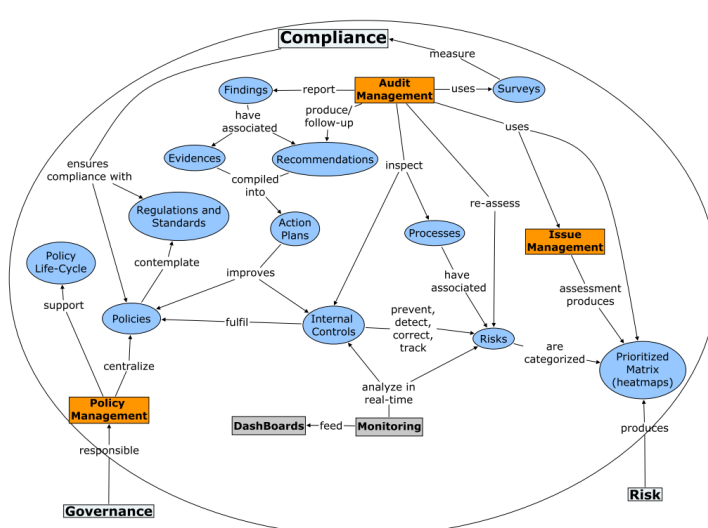 Compliance
measure
Findings
report
Audit
Management
uses
Surveys
have
associated
produce/
follow-up
uses
Evidences
Recommendations
ensures
compliance with
compiled
into
inspect
Regulations and
Standards
Action
Plans
re-assess
Processes
Issue
Management
Policy
Life-Cycle
contemplate
improves
have
associated
assessment
produces
support
Policies
fulfil
Internal
Controls
prevent,
detect,
correct,
track
Risks
are
categorized
Prioritized
Matrix
(heatmaps)
centralize
analyze in
real-time
Policy
Management
DashBoards
feed
Monitoring
produces
responsible
Risk
Governance